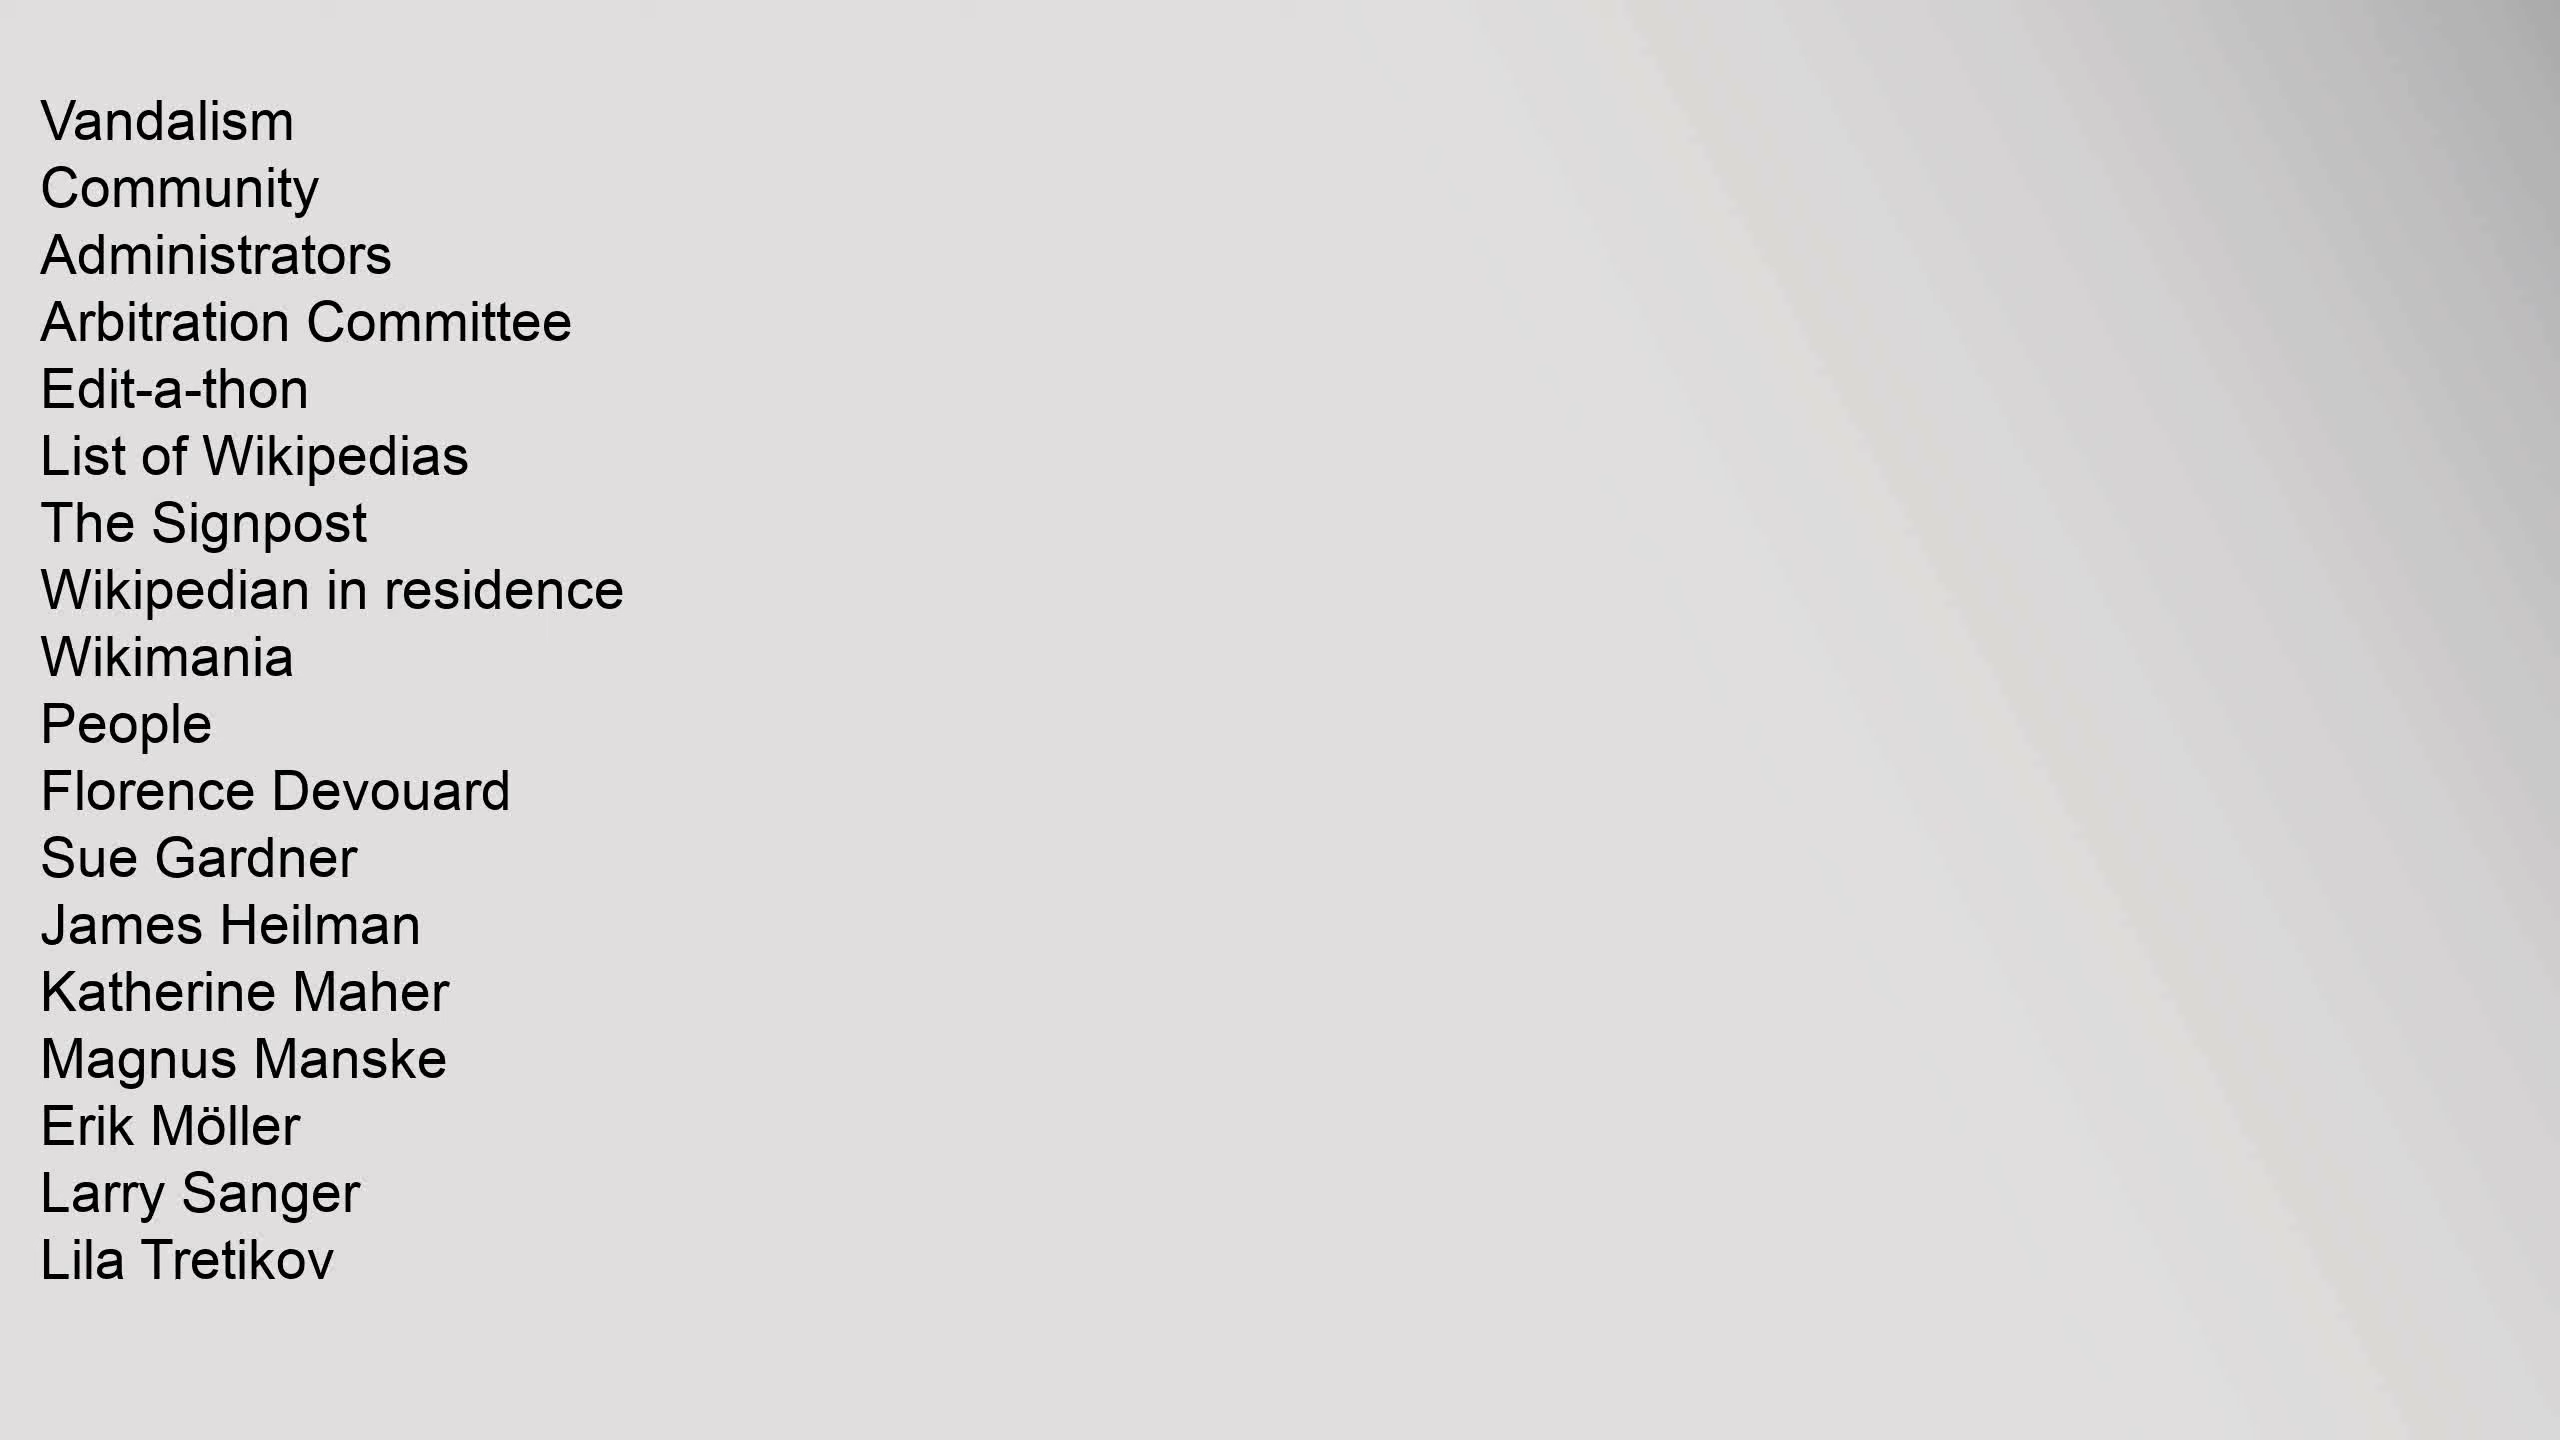 Vandalism
Community
Administrators
Arbitration Committee
Edit-a-thon
List of Wikipedias
The Signpost
Wikipedian in residence
Wikimania
People
Florence Devouard
Sue Gardner
James Heilman
Katherine Maher
Magnus Manske
Erik Möller
Larry Sanger
Lila Tretikov